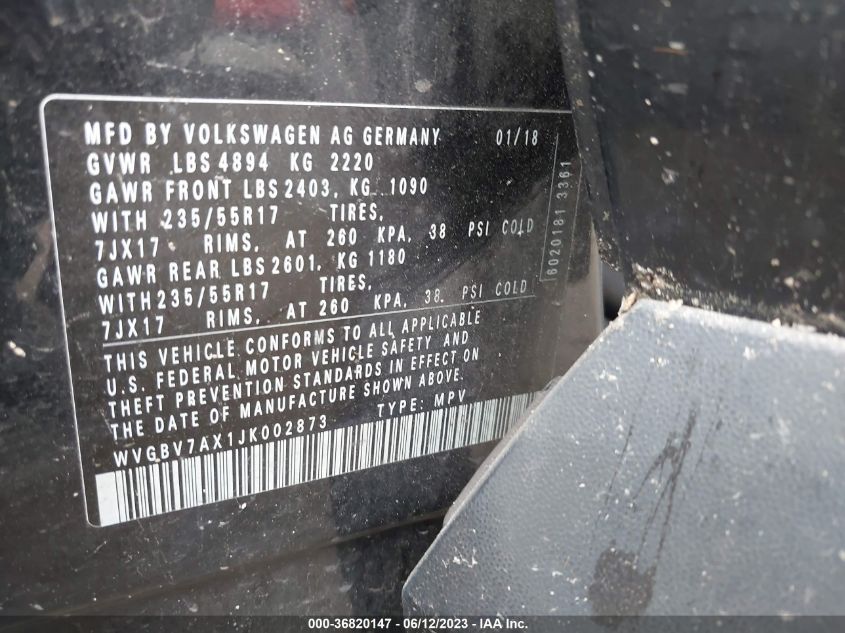 MFD BY VOLKSWAGEN AG GERMANY 01/18
GVWR LBS 4894 KG 2220
GAWR FRONT LBS 2403, KG 1090
WITH 235/55R17 TIRES,
7JX17 RIMS, AT 260 KPA, 38 PSI COLD
GAWR REAR LBS 2601, KG 1180
WITH 235/55R17 TIRES,
7JX17 RIMS, AT 260 KPA, 38 PSI COLD
6020181 3361
THIS VEHICLE CONFORMS TO ALL APPLICABLE
U.S. FEDERAL MOTOR VEHICLE SAFETY AND
THEFT PREVENTION STANDARDS IN EFFECT ON
THE DATE OF MANUFACTURE SHOWN ABOVE.
WVGBV7AX1JK002873 TYPE: MPV
000-36820147 - 06/12/2023 - IAA Inc.